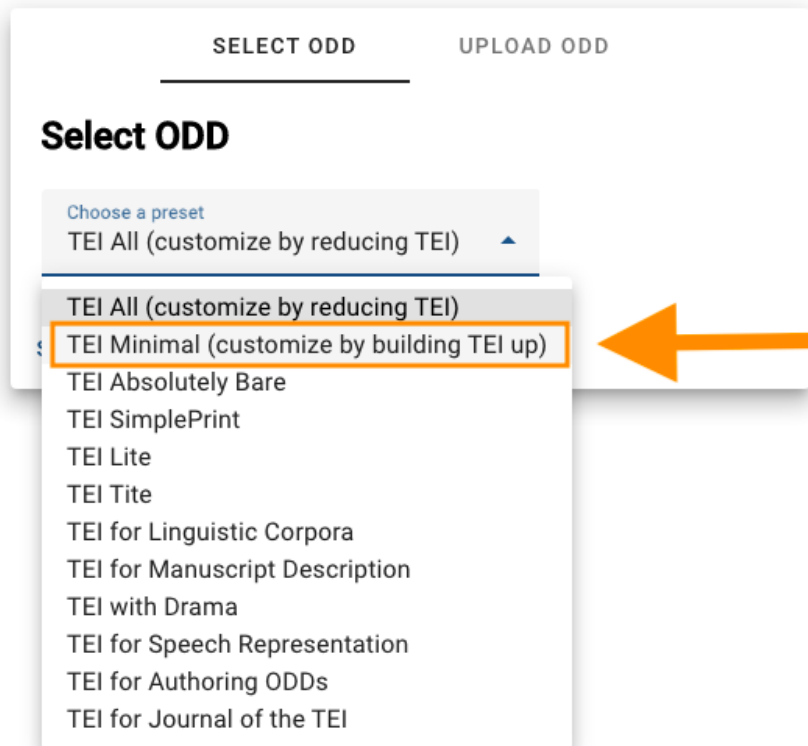 SELECT ODD UPLOAD ODD
Select ODD
Choose a preset
TEI All (customize by reducing TEI)
TEI All (customize by reducing TEI)
TEI Minimal (customize by building TEI up)
TEI Absolutely Bare
TEI SimplePrint
TEI Lite
TEI Tite
TEI for Linguistic Corpora
TEI for Manuscript Description
TEI with Drama
TEI for Speech Representation
TEI for Authoring ODDs
TEI for Journal of the TEI